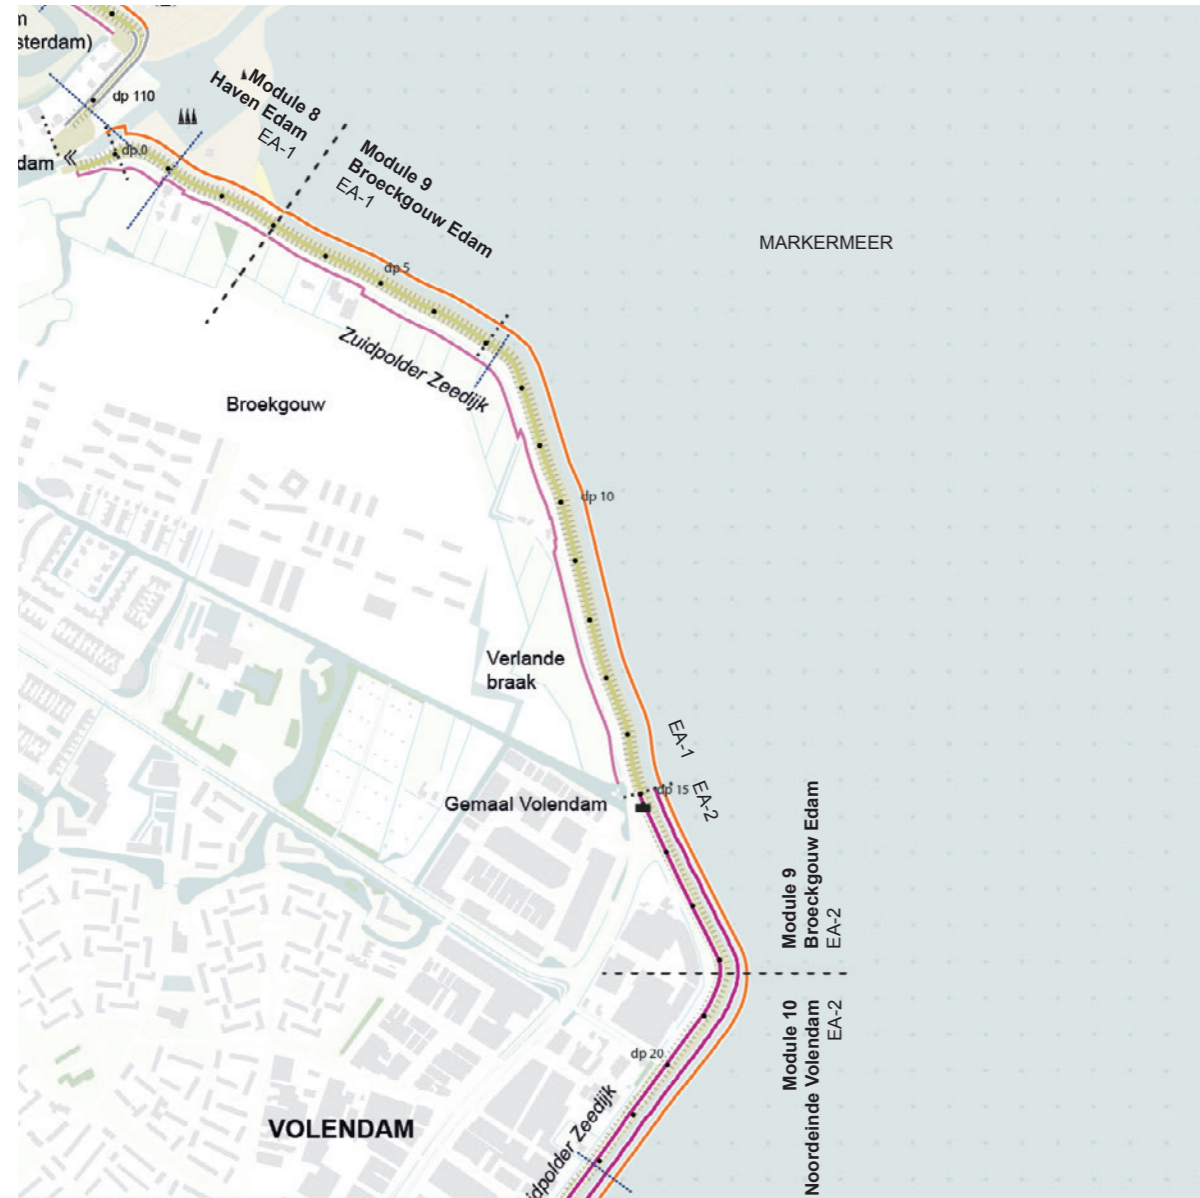 sterdam)
dp 110
Module 8
Haven Edam
EA-1
Module 9
Broeckgouw Edam
EA-1
dam
dp 0
MARKERMEER
dp 5
Zuidpolder Zeedijk
Broekgouw
dp 10
Verlande
braak
EA-1
Gemaal Volendam
dp 15
EA-2
Module 9
Broeckgouw Edam
EA-2
Module 10
Noordeinde Volendam
EA-2
dp 20
idpolder Zeedijk
VOLENDAM